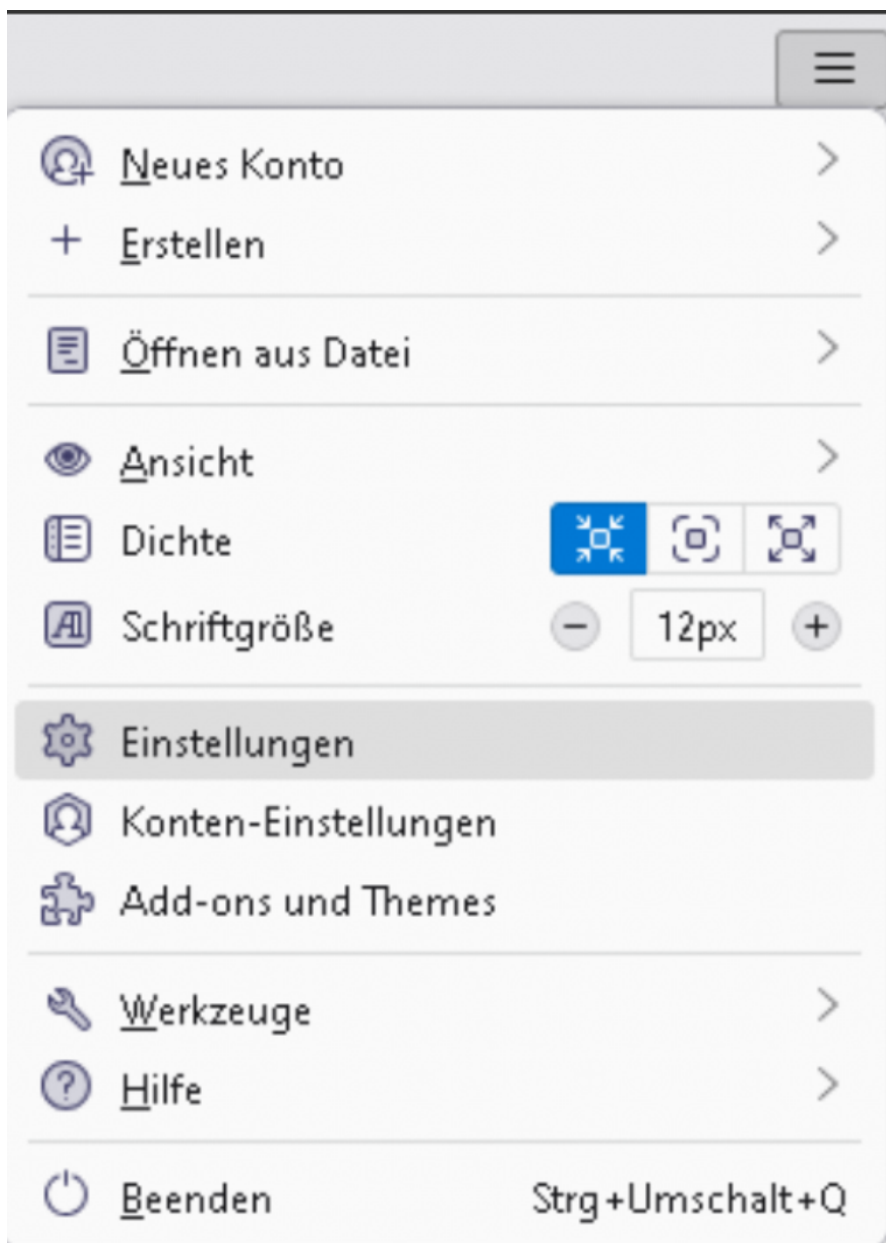 Neues Konto
Erstellen
Öffnen aus Datei
Ansicht
Dichte
Schriftgröße 12px
Einstellungen
Konten-Einstellungen
Add-ons und Themes
Werkzeuge
Hilfe
Beenden Strg+Umschalt+Q